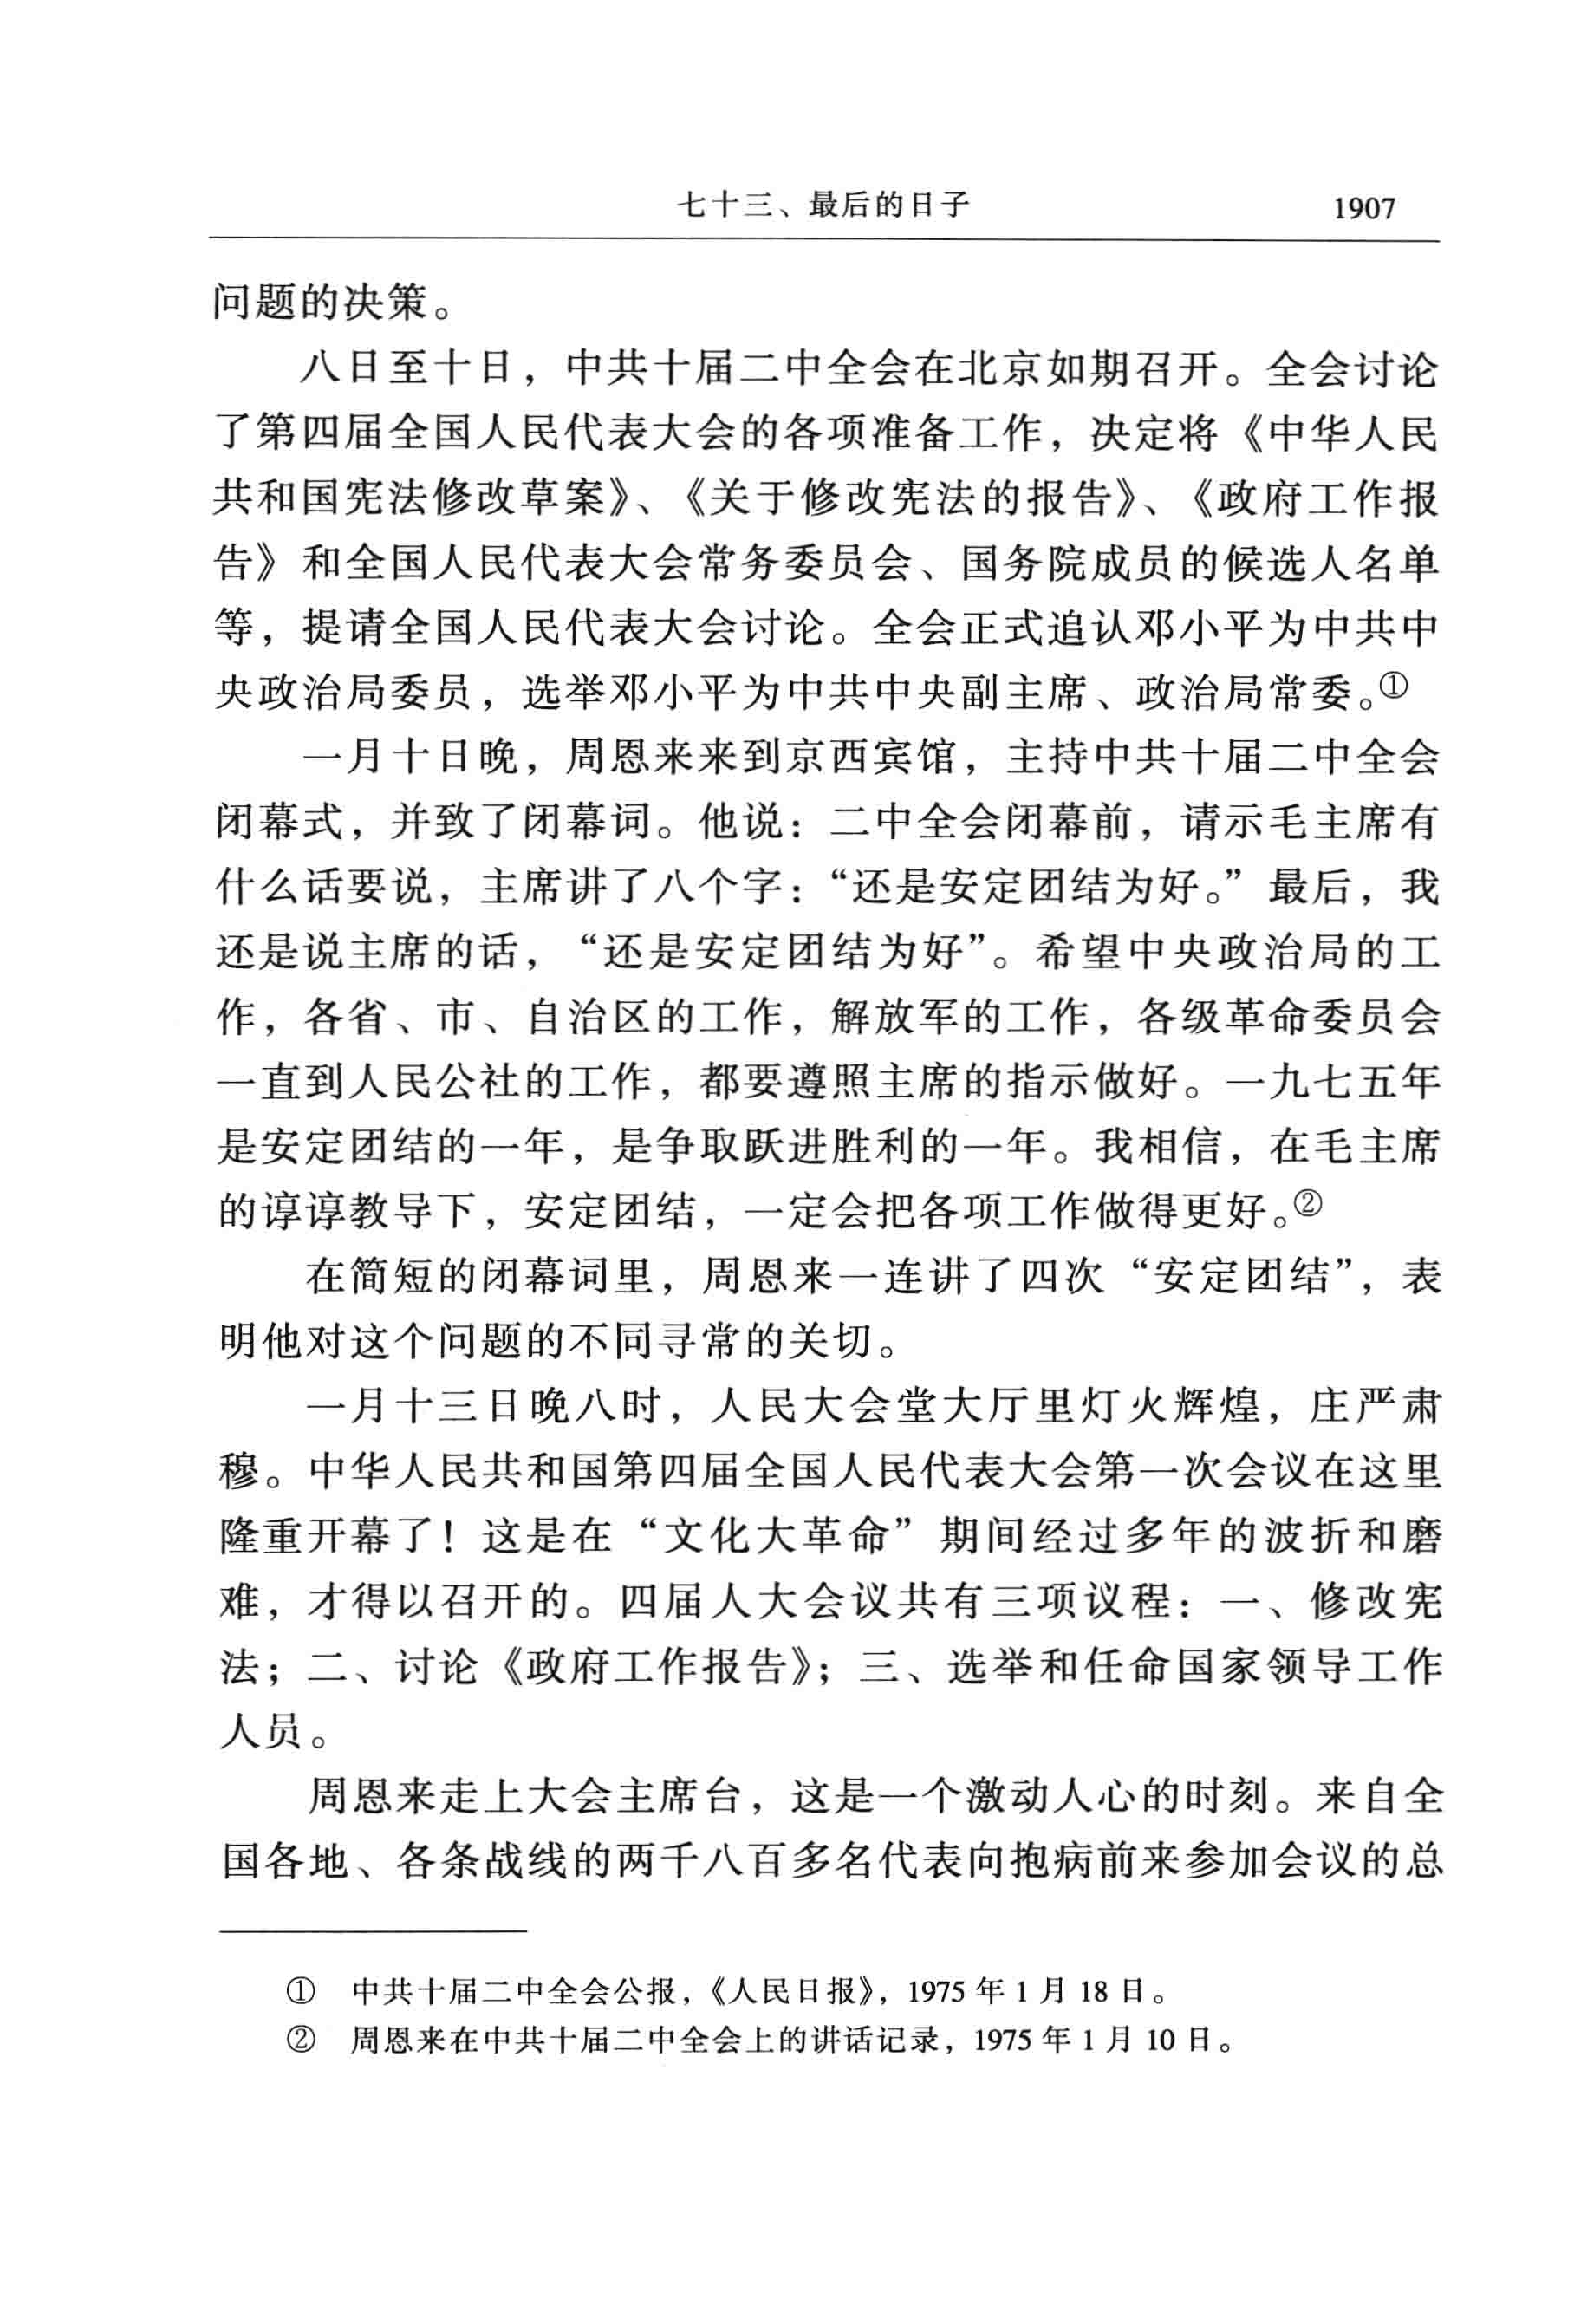 七十三、最后的日子 1907
问题的决策。
八日至十日，中共十届二中全会在北京如期召开。全会讨论
了第四届全国人民代表大会的各项准备工作，决定将《中华人民
共和国宪法修改草案》、《关于修改宪法的报告》、《政府工作报
告》和全国人民代表大会常务委员会、国务院成员的候选人名单
等，提请全国人民代表大会讨论。全会正式追认邓小平为中共中
央政治局委员，选举邓小平为中共中央副主席、政治局常委。①
一月十日晚，周恩来来到京西宾馆，主持中共十届二中全会
闭幕式，并致了闭幕词。他说：二中全会闭幕前，请示毛主席有
什么话要说，主席讲了八个字：“还是安定团结为好。”最后，我
还是说主席的话，“还是安定团结为好”。希望中央政治局的工
作，各省、市、自治区的工作，解放军的工作，各级革命委员会
一直到人民公社的工作，都要遵照主席的指示做好。一九七五年
是安定团结的一年，是争取跃进胜利的一年。我相信，在毛主席
的谆谆教导下，安定团结，一定会把各项工作做得更好。②
在简短的闭幕词里，周恩来一连讲了四次“安定团结”，表
明他对这个问题的不同寻常的关切。
一月十三日晚八时，人民大会堂大厅里灯火辉煌，庄严肃
穆。中华人民共和国第四届全国人民代表大会第一次会议在这里
隆重开幕了！这是在“文化大革命”期间经过多年的波折和磨
难，才得以召开的。四届人大会议共有三项议程：一、修改宪
法；二、讨论《政府工作报告》；三、选举和任命国家领导工作
人员。
周恩来走上大会主席台，这是一个激动人心的时刻。来自全
国各地、各条战线的两千八百多名代表向抱病前来参加会议的总
① 中共十届二中全会公报，《人民日报》，1975 年 1 月 18 日。
② 周恩来在中共十届二中全会上的讲话记录，1975 年 1 月 10 日。